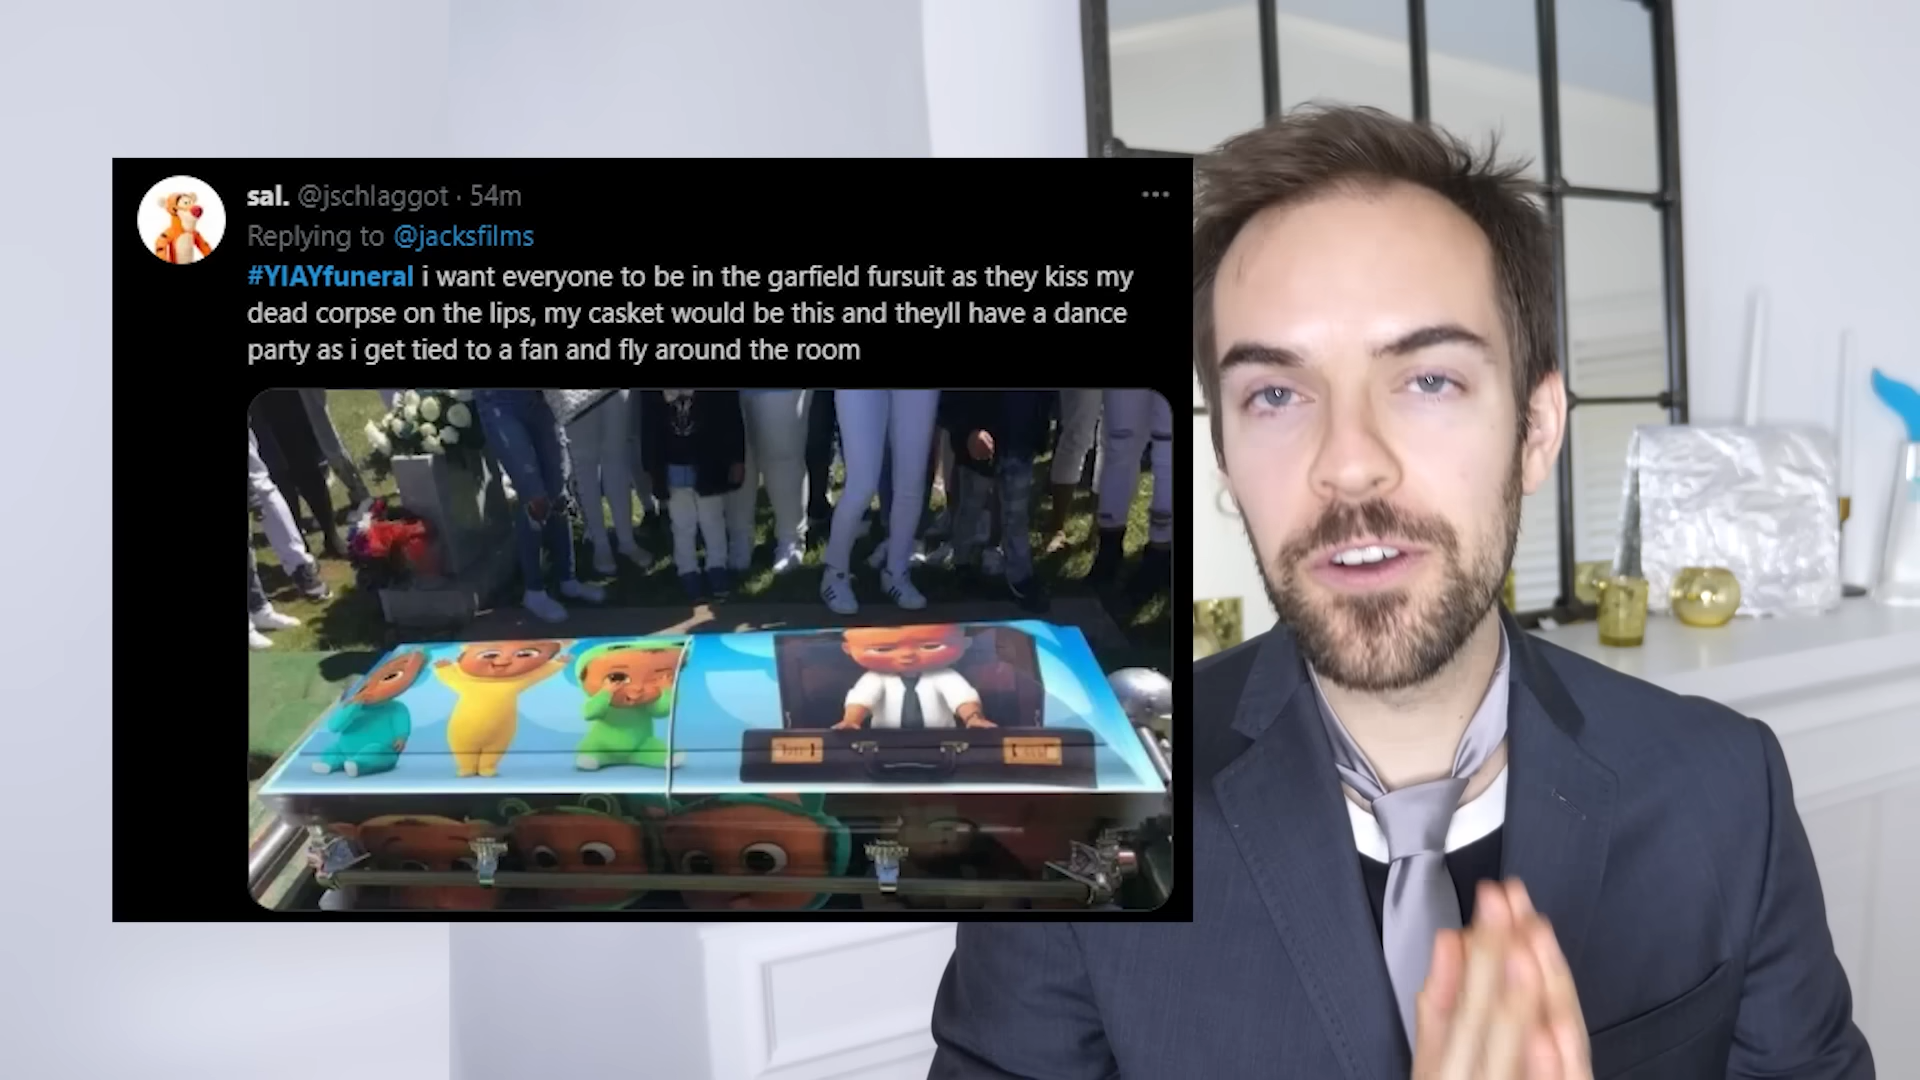 sal. @jschlaggot · 54m
Replying to @jacksfilms
#YIAYfuneral i want everyone to be in the garfield fursuit as they kiss my
dead corpse on the lips, my casket would be this and theyll have a dance
party as i get tied to a fan and fly around the room